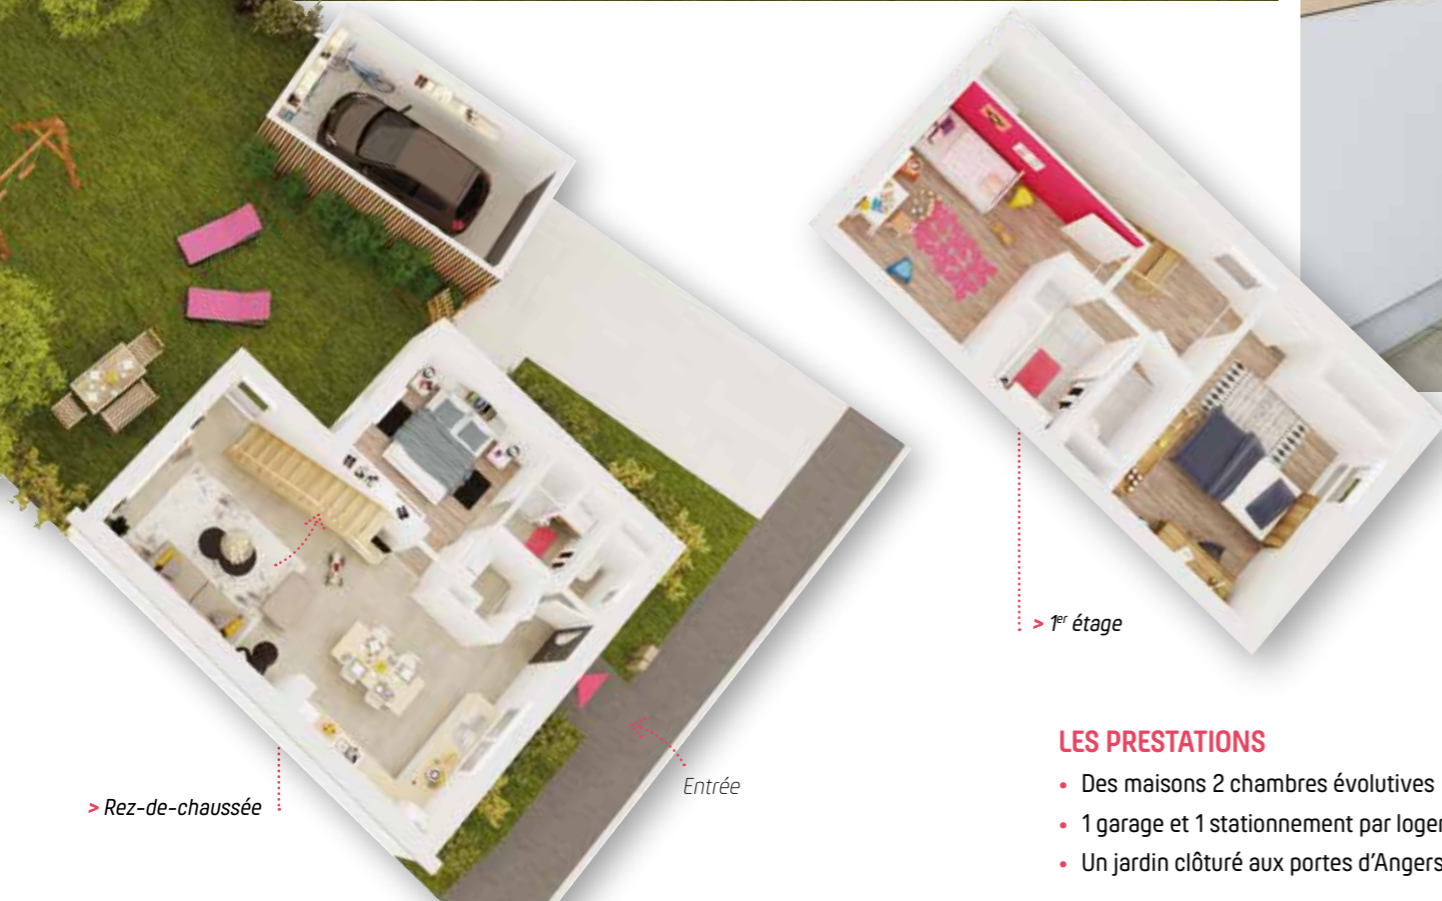 > 1er étage
> Rez-de-chaussée
Entrée
LES PRESTATIONS
• Des maisons 2 chambres évolutives
• 1 garage et 1 stationnement par
• Un jardin clôturé aux portes d'Angers